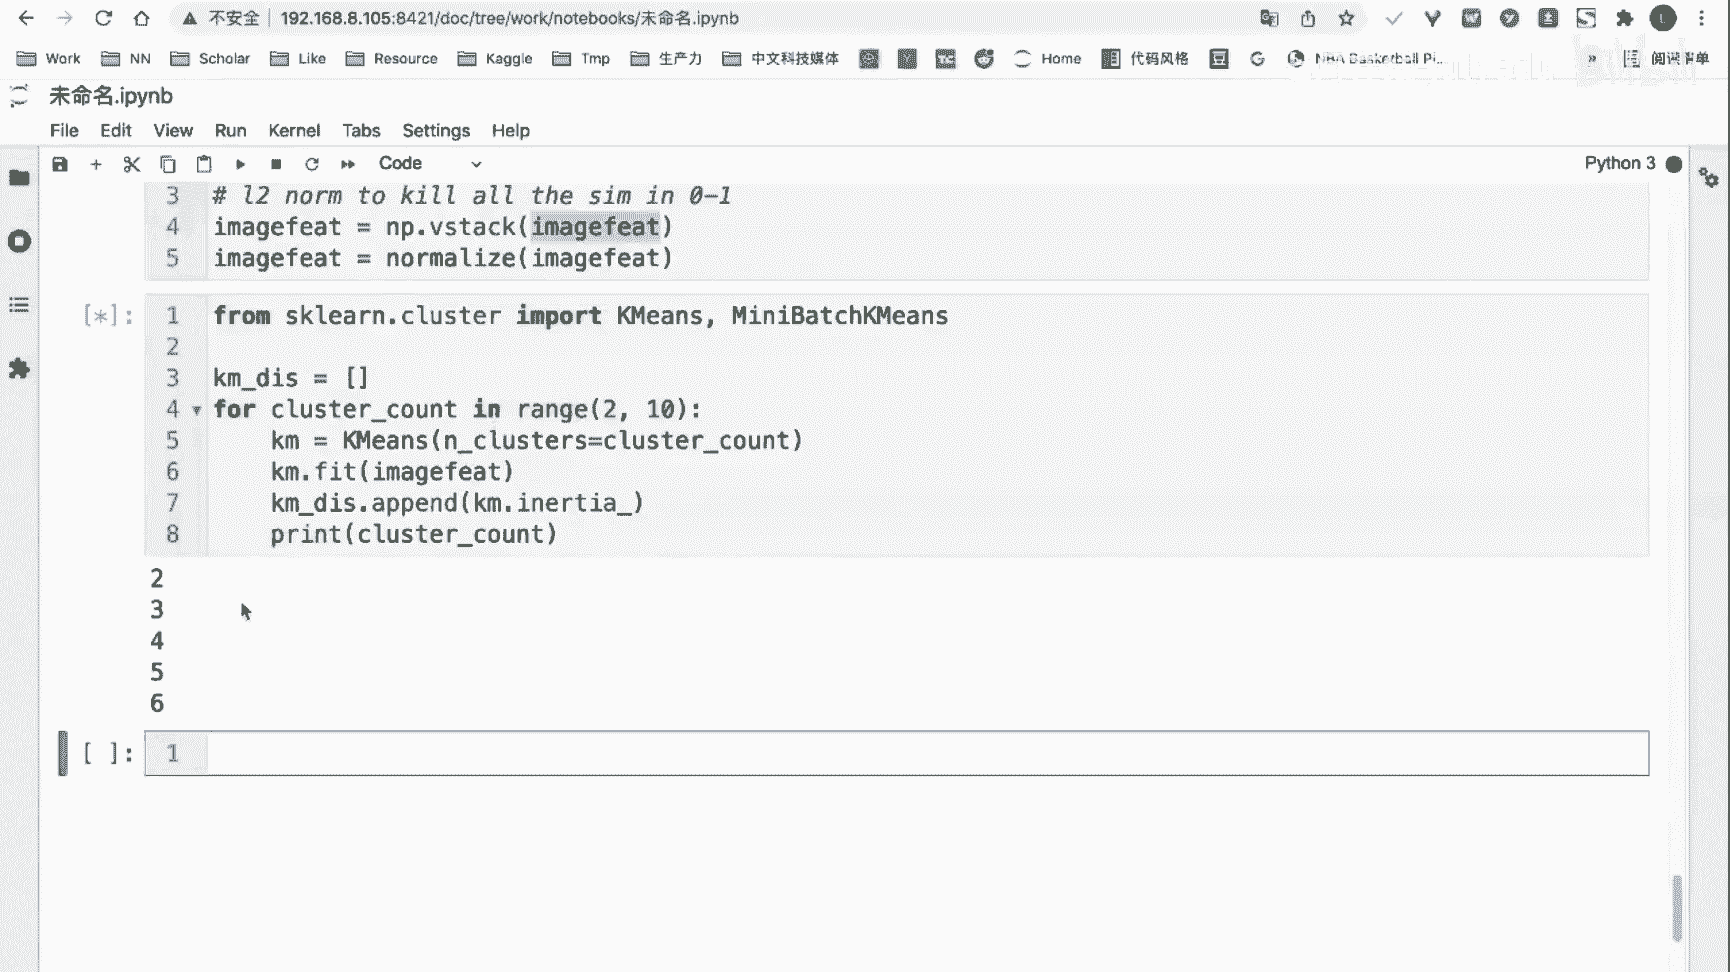 不安全 192.168.8.105:8421/doc/tree/work/notebooks/未命名.ipynb
Work NN Scholar Like Resource Kaggle Tmp 生产力 中文科技媒体 Home 代码风格 NBA Basketball Pi... » 阅读清单
未命名.ipynb
File Edit View Run Kernel Tabs Settings Help
Code Python 3
3 # l2 norm to kill all the sim in 0-1
4 imagefeat = np.vstack(imagefeat)
5 imagefeat = normalize(imagefeat)
[*]: 1 from sklearn.cluster import KMeans, MiniBatchKMeans
2
3 km_dis = []
4 for cluster_count in range(2, 10):
5 km = KMeans(n_clusters=cluster_count)
6 km.fit(imagefeat)
7 km_dis.append(km.inertia_)
8 print(cluster_count)
2
3
4
5
6
[ ]: 1